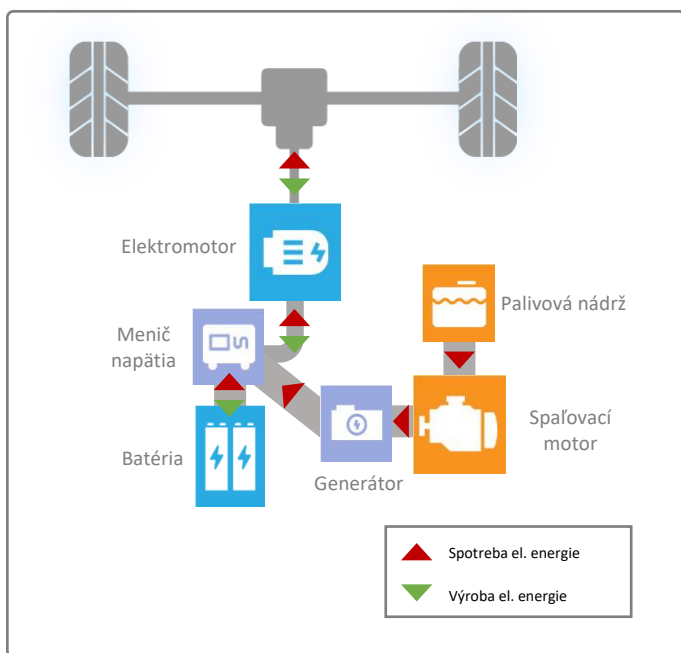 Elektromotor
Palivová nádrž
Menič
napätia
Spaľovací
motor
Batéria
Generátor
Spotreba el. energie
Výroba el. energie